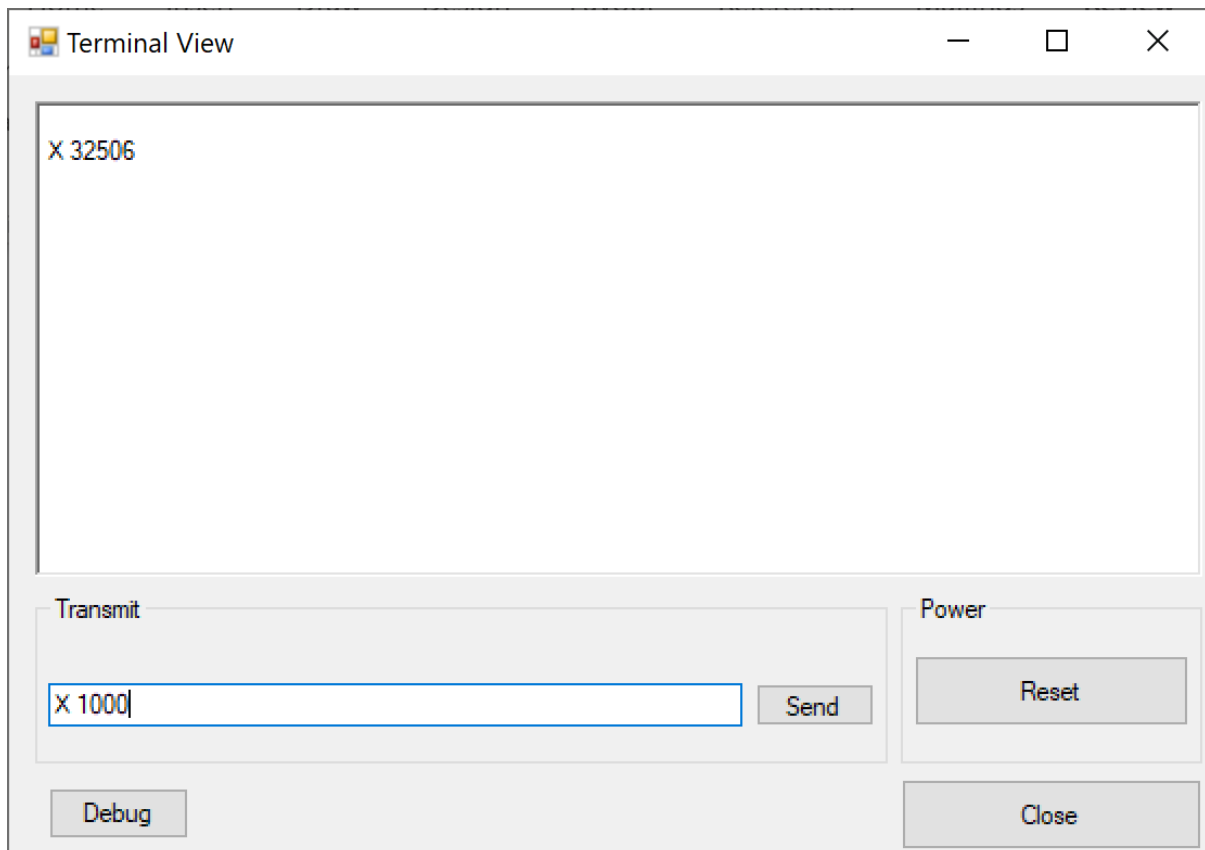 Terminal View
X 32506
Transmit
Power
X 1000
Send
Reset
Debug
Close